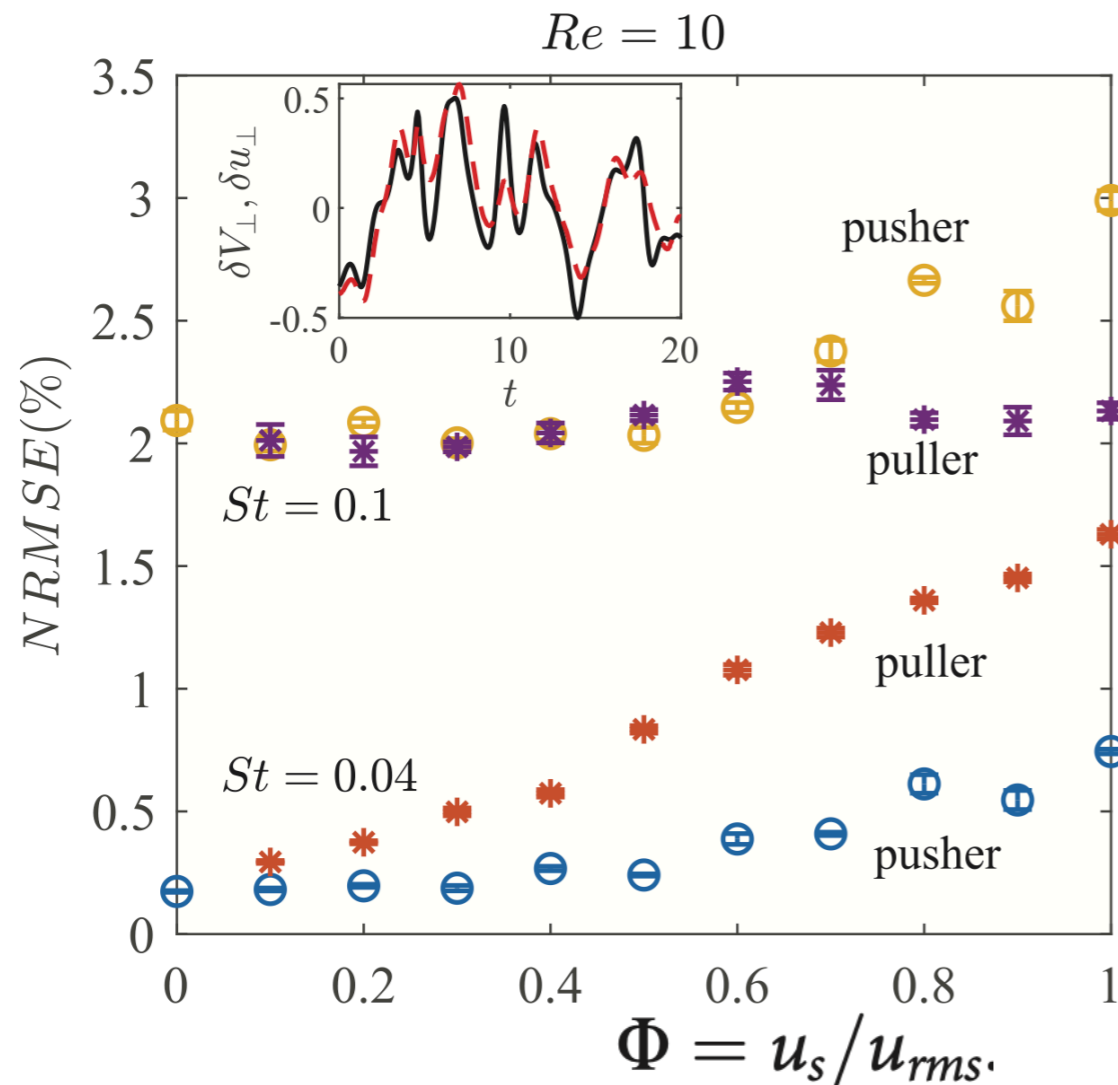 Re = 10
3.5
3
2.5
2
1.5
1
0.5
0
NRMSE(%)
0.5
0
-0.5
δV⊥, δu⊥
0 10 20
t
pusher
puller
St = 0.1
puller
St = 0.04
pusher
0 0.2 0.4 0.6 0.8 1
Φ = u_s/u_rms.